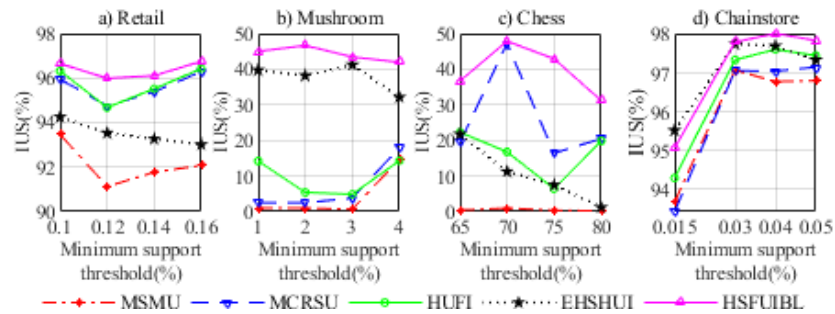 a) Retail
98
96
94
92
90
IUS(%)
0.1 0.12 0.14 0.16
Minimum support
threshold(%)
b) Mushroom
50
40
30
20
10
0
IUS(%)
1 2 3 4
Minimum support
threshold(%)
c) Chess
50
40
30
20
10
0
IUS(%)
65 70 75 80
Minimum support
threshold(%)
d) Chainstore
98
97
95
94
IUS(%)
0.015 0.03 0.04 0.05
Minimum support
threshold(%)
MSMU MCRSU HUFI EHSHUI HSFUIBL